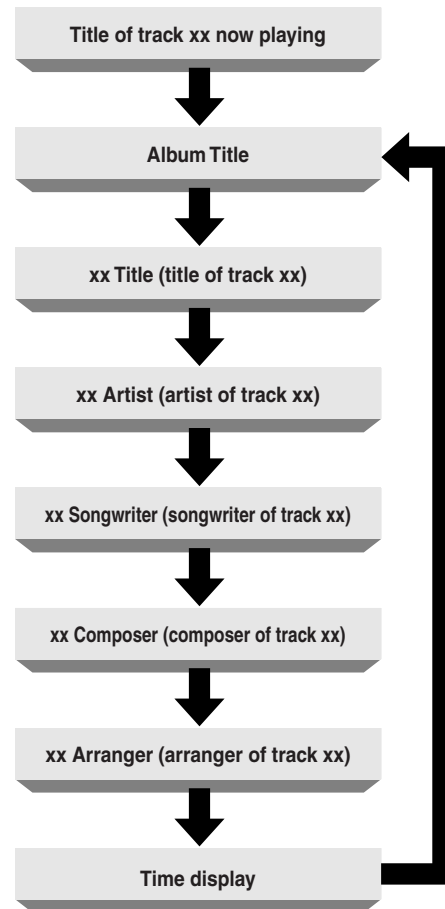 Title of track xx now playing
Album Title
xx Title (title of track xx)
xx Artist (artist of track xx)
xx Songwriter (songwriter of track xx)
xx Composer (composer of track xx)
xx Arranger (arranger of track xx)
Time display